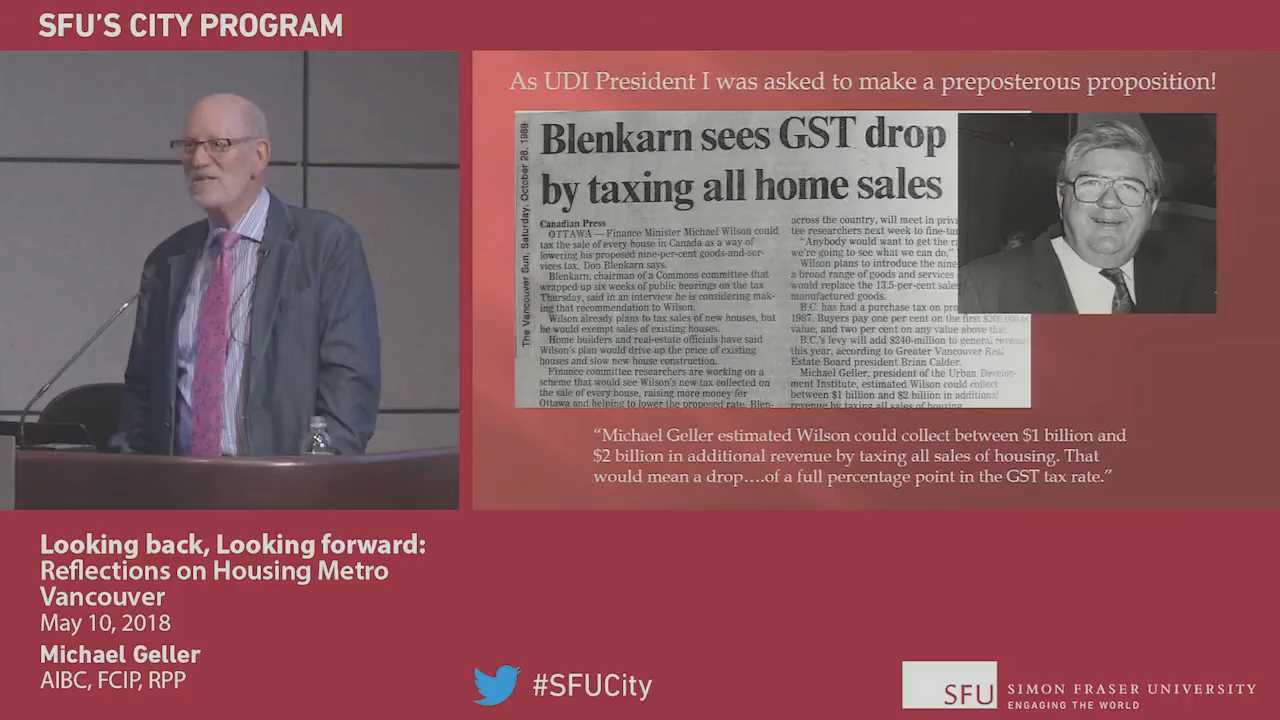 SFU'S CITY PROGRAM
As UDI President I was asked to make a preposterous proposition!
The Vancouver Sun, Saturday, October 28, 1989
Blenkarn sees GST drop
by taxing all home sales
Canadian Press
OTTAWA — Finance Minister Michael Wilson could
tax the sale of every house in Canada as a way of
lowering his proposed nine-per-cent goods-and-ser-
vices tax, Don Blenkarn says.
Blenkarn, chairman of a Commons committee that
wrapped up six weeks of public hearings on the tax
Thursday, said in an interview he is considering mak-
ing that recommendation to Wilson.
Wilson already plans to tax sales of new houses, but
he would exempt sales of existing houses.
Home builders and real-estate officials have said
Wilson's plan would drive up the price of existing
houses and slow new house construction.
Finance committee researchers are working on a
scheme that would see Wilson's new tax collected on
the sale of every house, raising more money for
Ottawa and helping to lower the proposed rate, Blen-
across the country, will meet in
tee researchers next week to
"Anybody would want to get the
we're going to see what we can do,"
Wilson plans to introduce the
a broad range of goods and services
would replace the 13.5-per-cent
manufactured goods.
B.C. has had a purchase tax on
1987. Buyers pay one per cent on the first $200,000 of
value, and two per cent on any value above that.
B.C.'s levy will add $240-million to general revenue
this year, according to Greater Vancouver Real
Estate Board president Brian Calder.
Michael Geller, president of the Urban Develop-
ment Institute, estimated Wilson could collect
between $1 billion and $2 billion in additional
revenue by taxing all sales of housing.
"Michael Geller estimated Wilson could collect between $1 billion and
$2 billion in additional revenue by taxing all sales of housing. That
would mean a drop….of a full percentage point in the GST tax rate."
Looking back, Looking forward:
Reflections on Housing Metro
Vancouver
May 10, 2018
Michael Geller
AIBC, FCIP, RPP
#SFUCity
SFU
SIMON FRASER UNIVERSITY
ENGAGING THE WORLD